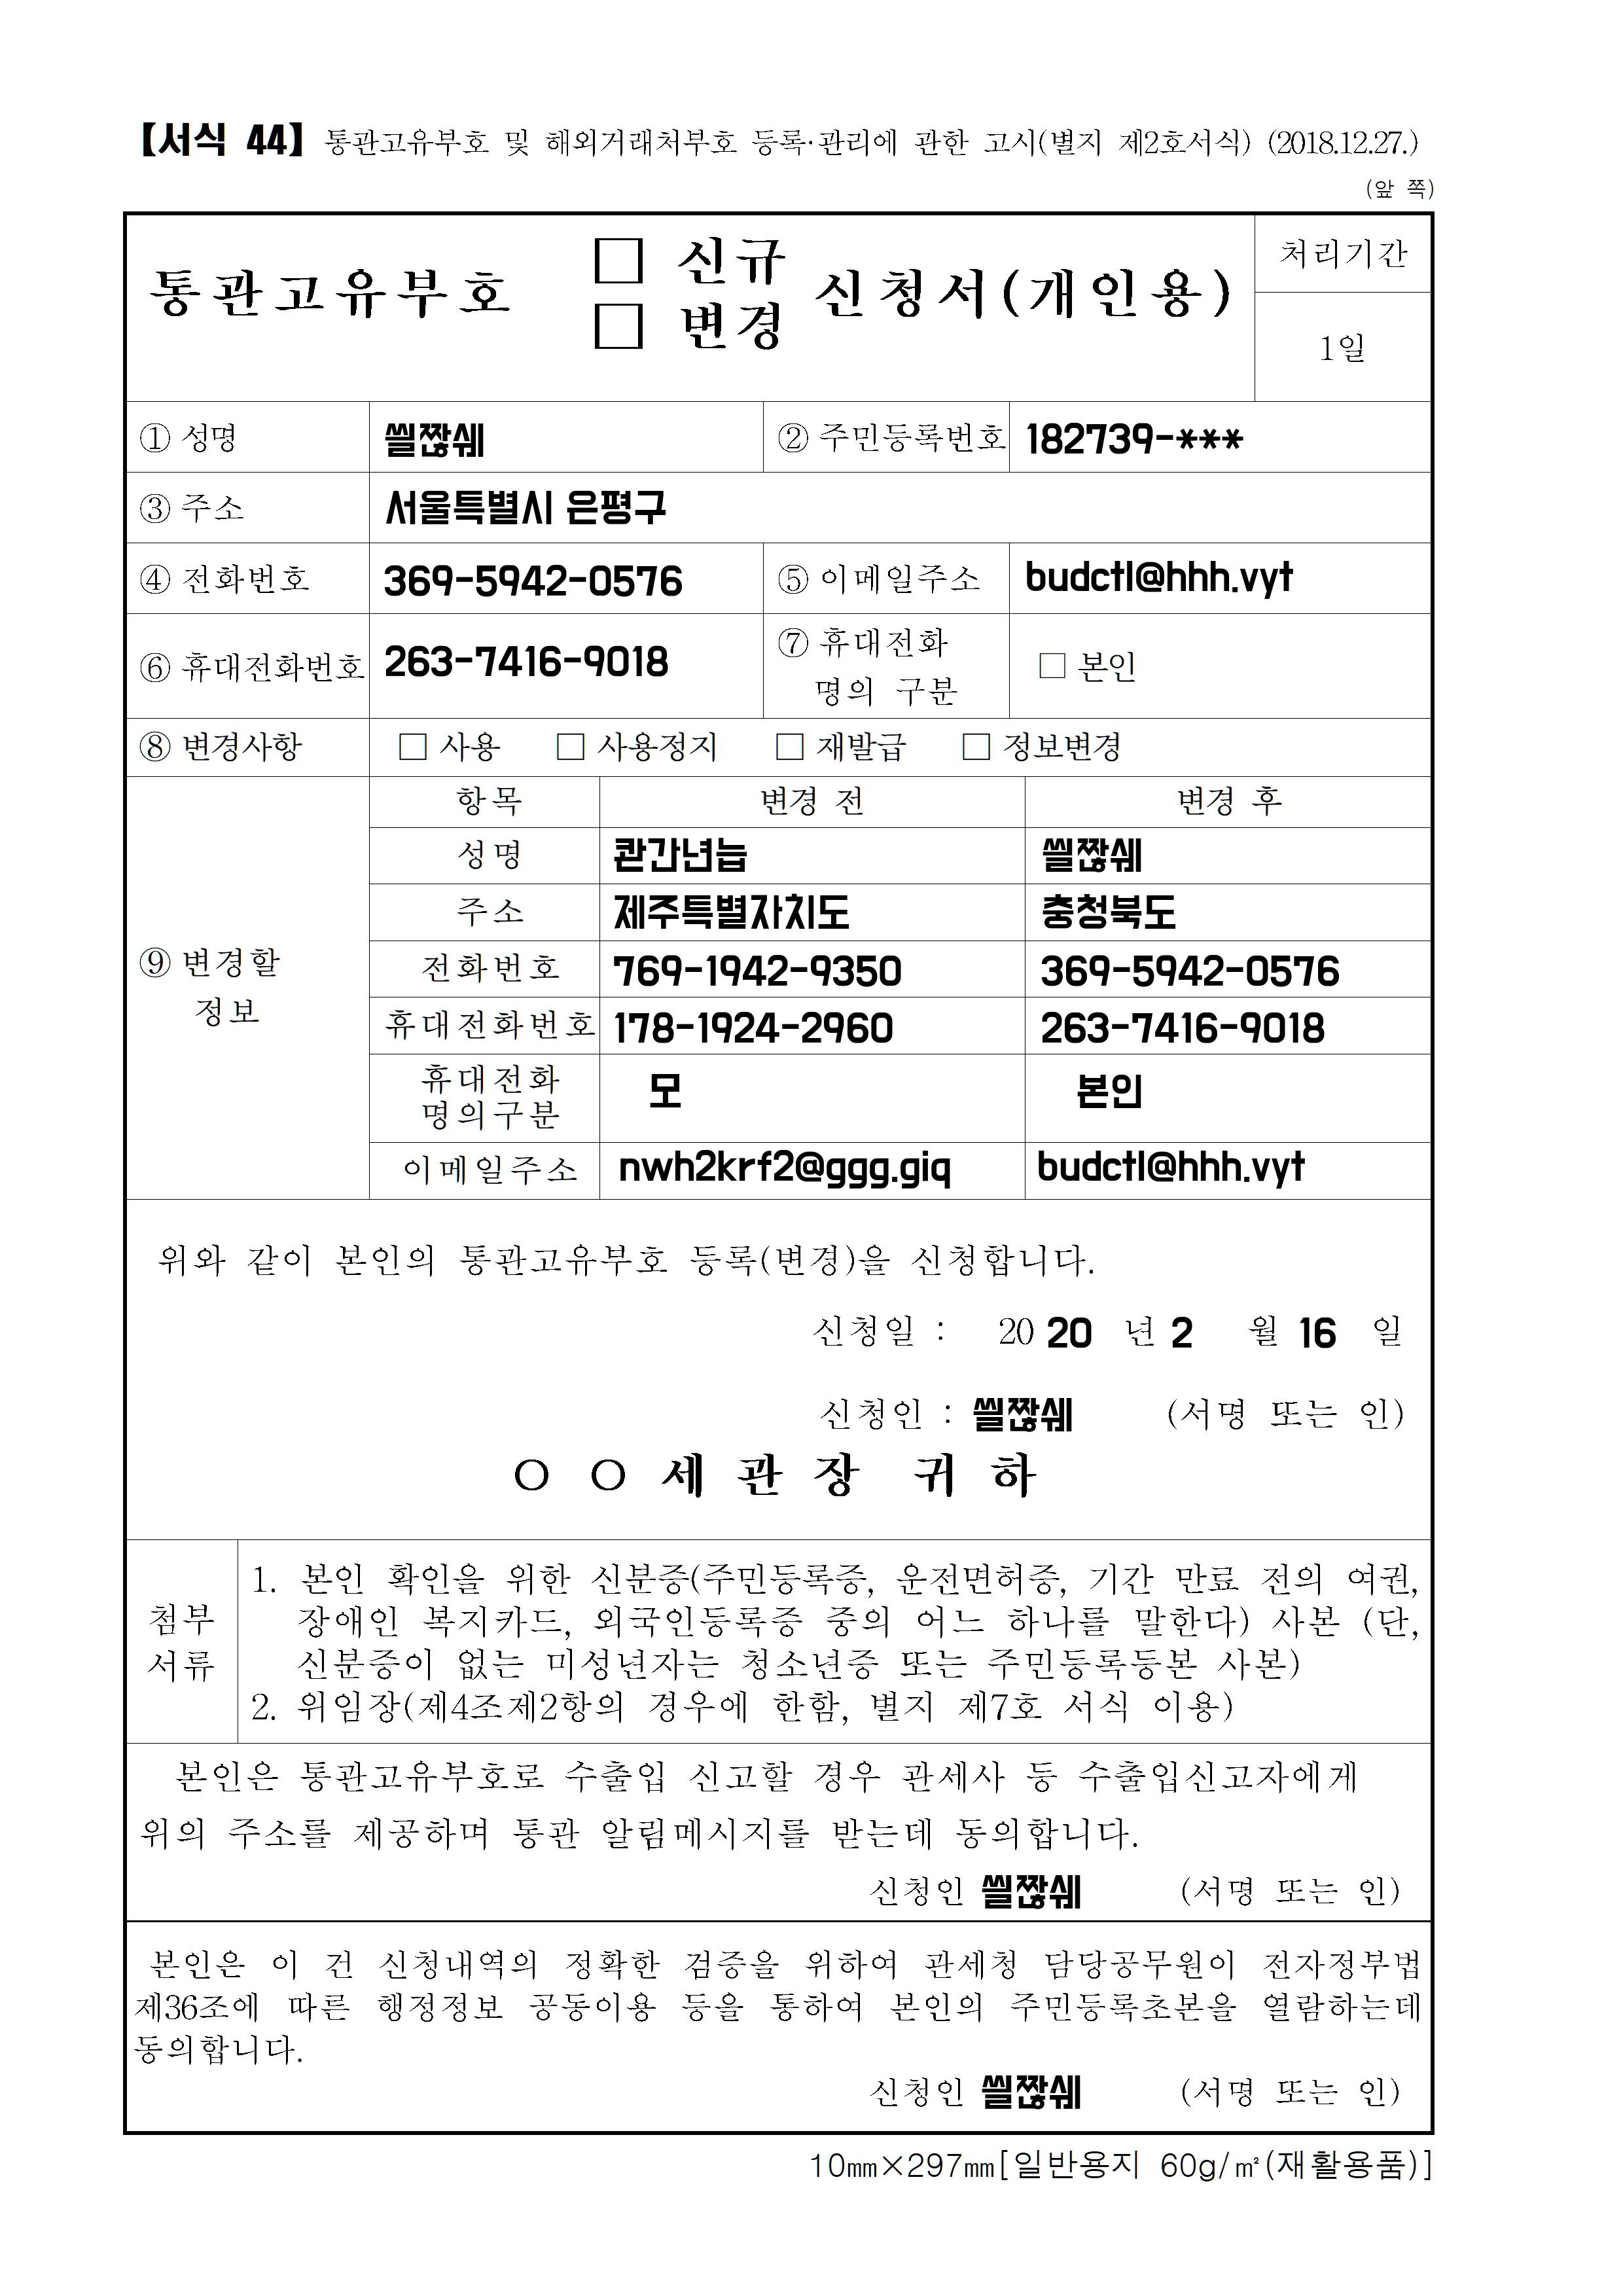 【서식 44】 통관고유부호 및 해외거래처부호 등록·관리에 관한 고시(별지 제2호서식) (2018.12.27.)
(앞 쪽)
통관고유부호 □ 신규 □ 변경 신청서(개인용)
처리기간
1일
① 성명 씔짢쉐 ② 주민등록번호 182739-***
③ 주소 서울특별시 은평구
④ 전화번호 369-5942-0576 ⑤ 이메일주소 budctl@hhh.vyt
⑥ 휴대전화번호 263-7416-9018 ⑦ 휴대전화 명의 구분 □ 본인
⑧ 변경사항 □ 사용 □ 사용정지 □ 재발급 □ 정보변경
⑨ 변경할 정보
항목 변경 전 변경 후
성명 콴간년늡 씔짢쉐
주소 제주특별자치도 충청북도
전화번호 769-1942-9350 369-5942-0576
휴대전화번호 178-1924-2960 263-7416-9018
휴대전화 명의구분 모 본인
이메일주소 nwh2krf2@ggg.giq budctl@hhh.vyt
위와 같이 본인의 통관고유부호 등록(변경)을 신청합니다.
신청일 : 20 20 년 2 월 16 일
신청인 : 씔짢쉐 (서명 또는 인)
○ ○ 세 관 장 귀 하
첨부 서류
1. 본인 확인을 위한 신분증(주민등록증, 운전면허증, 기간 만료 전의 여권,
장애인 복지카드, 외국인등록증 중의 어느 하나를 말한다) 사본 (단,
신분증이 없는 미성년자는 청소년증 또는 주민등록등본 사본)
2. 위임장(제4조제2항의 경우에 한함, 별지 제7호 서식 이용)
본인은 통관고유부호로 수출입 신고할 경우 관세사 등 수출입신고자에게
위의 주소를 제공하며 통관 알림메시지를 받는데 동의합니다.
신청인 씔짢쉐 (서명 또는 인)
본인은 이 건 신청내역의 정확한 검증을 위하여 관세청 담당공무원이 전자정부법
제36조에 따른 행정정보 공동이용 등을 통하여 본인의 주민등록초본을 열람하는데
동의합니다.
신청인 씔짢쉐 (서명 또는 인)
10㎜×297㎜[일반용지 60g/㎡(재활용품)]